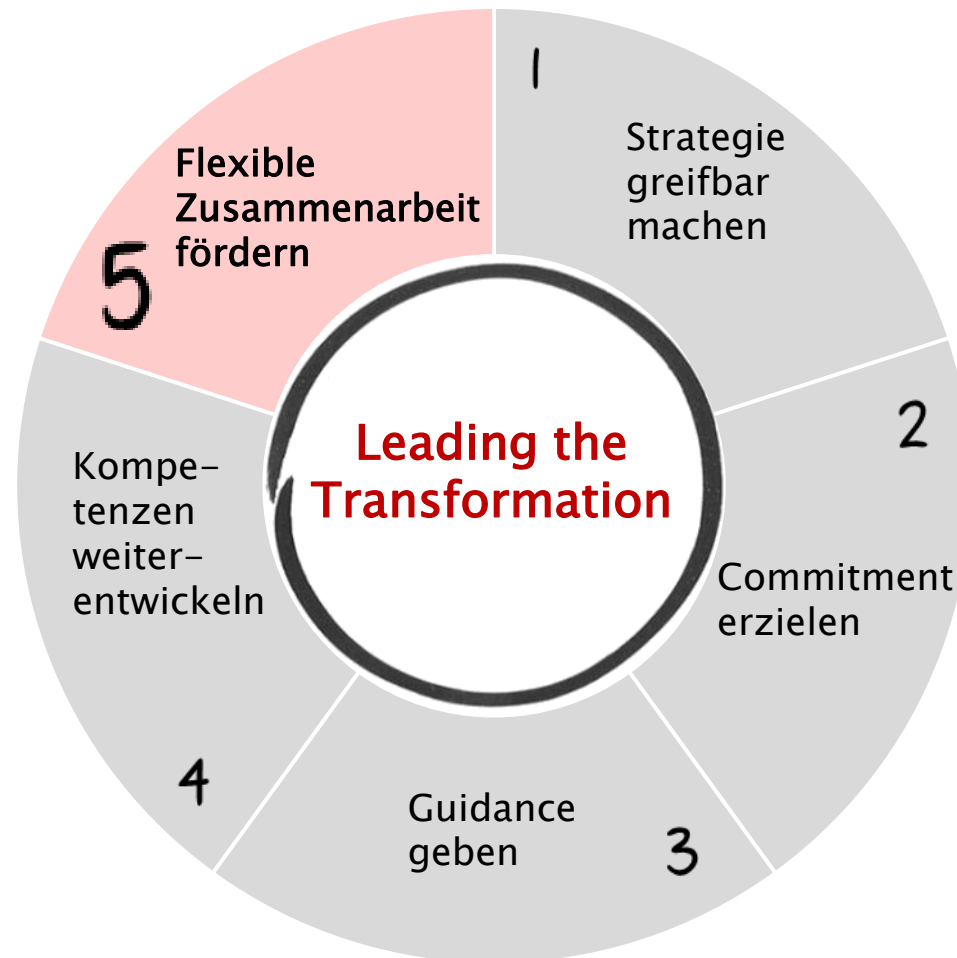 Leading the
Transformation
1
Strategie
greifbar
machen
2
Commitment
erzielen
3
Guidance
geben
4
Kompe-
tenzen
weiter-
entwickeln
5
Flexible
Zusammenarbeit
fördern